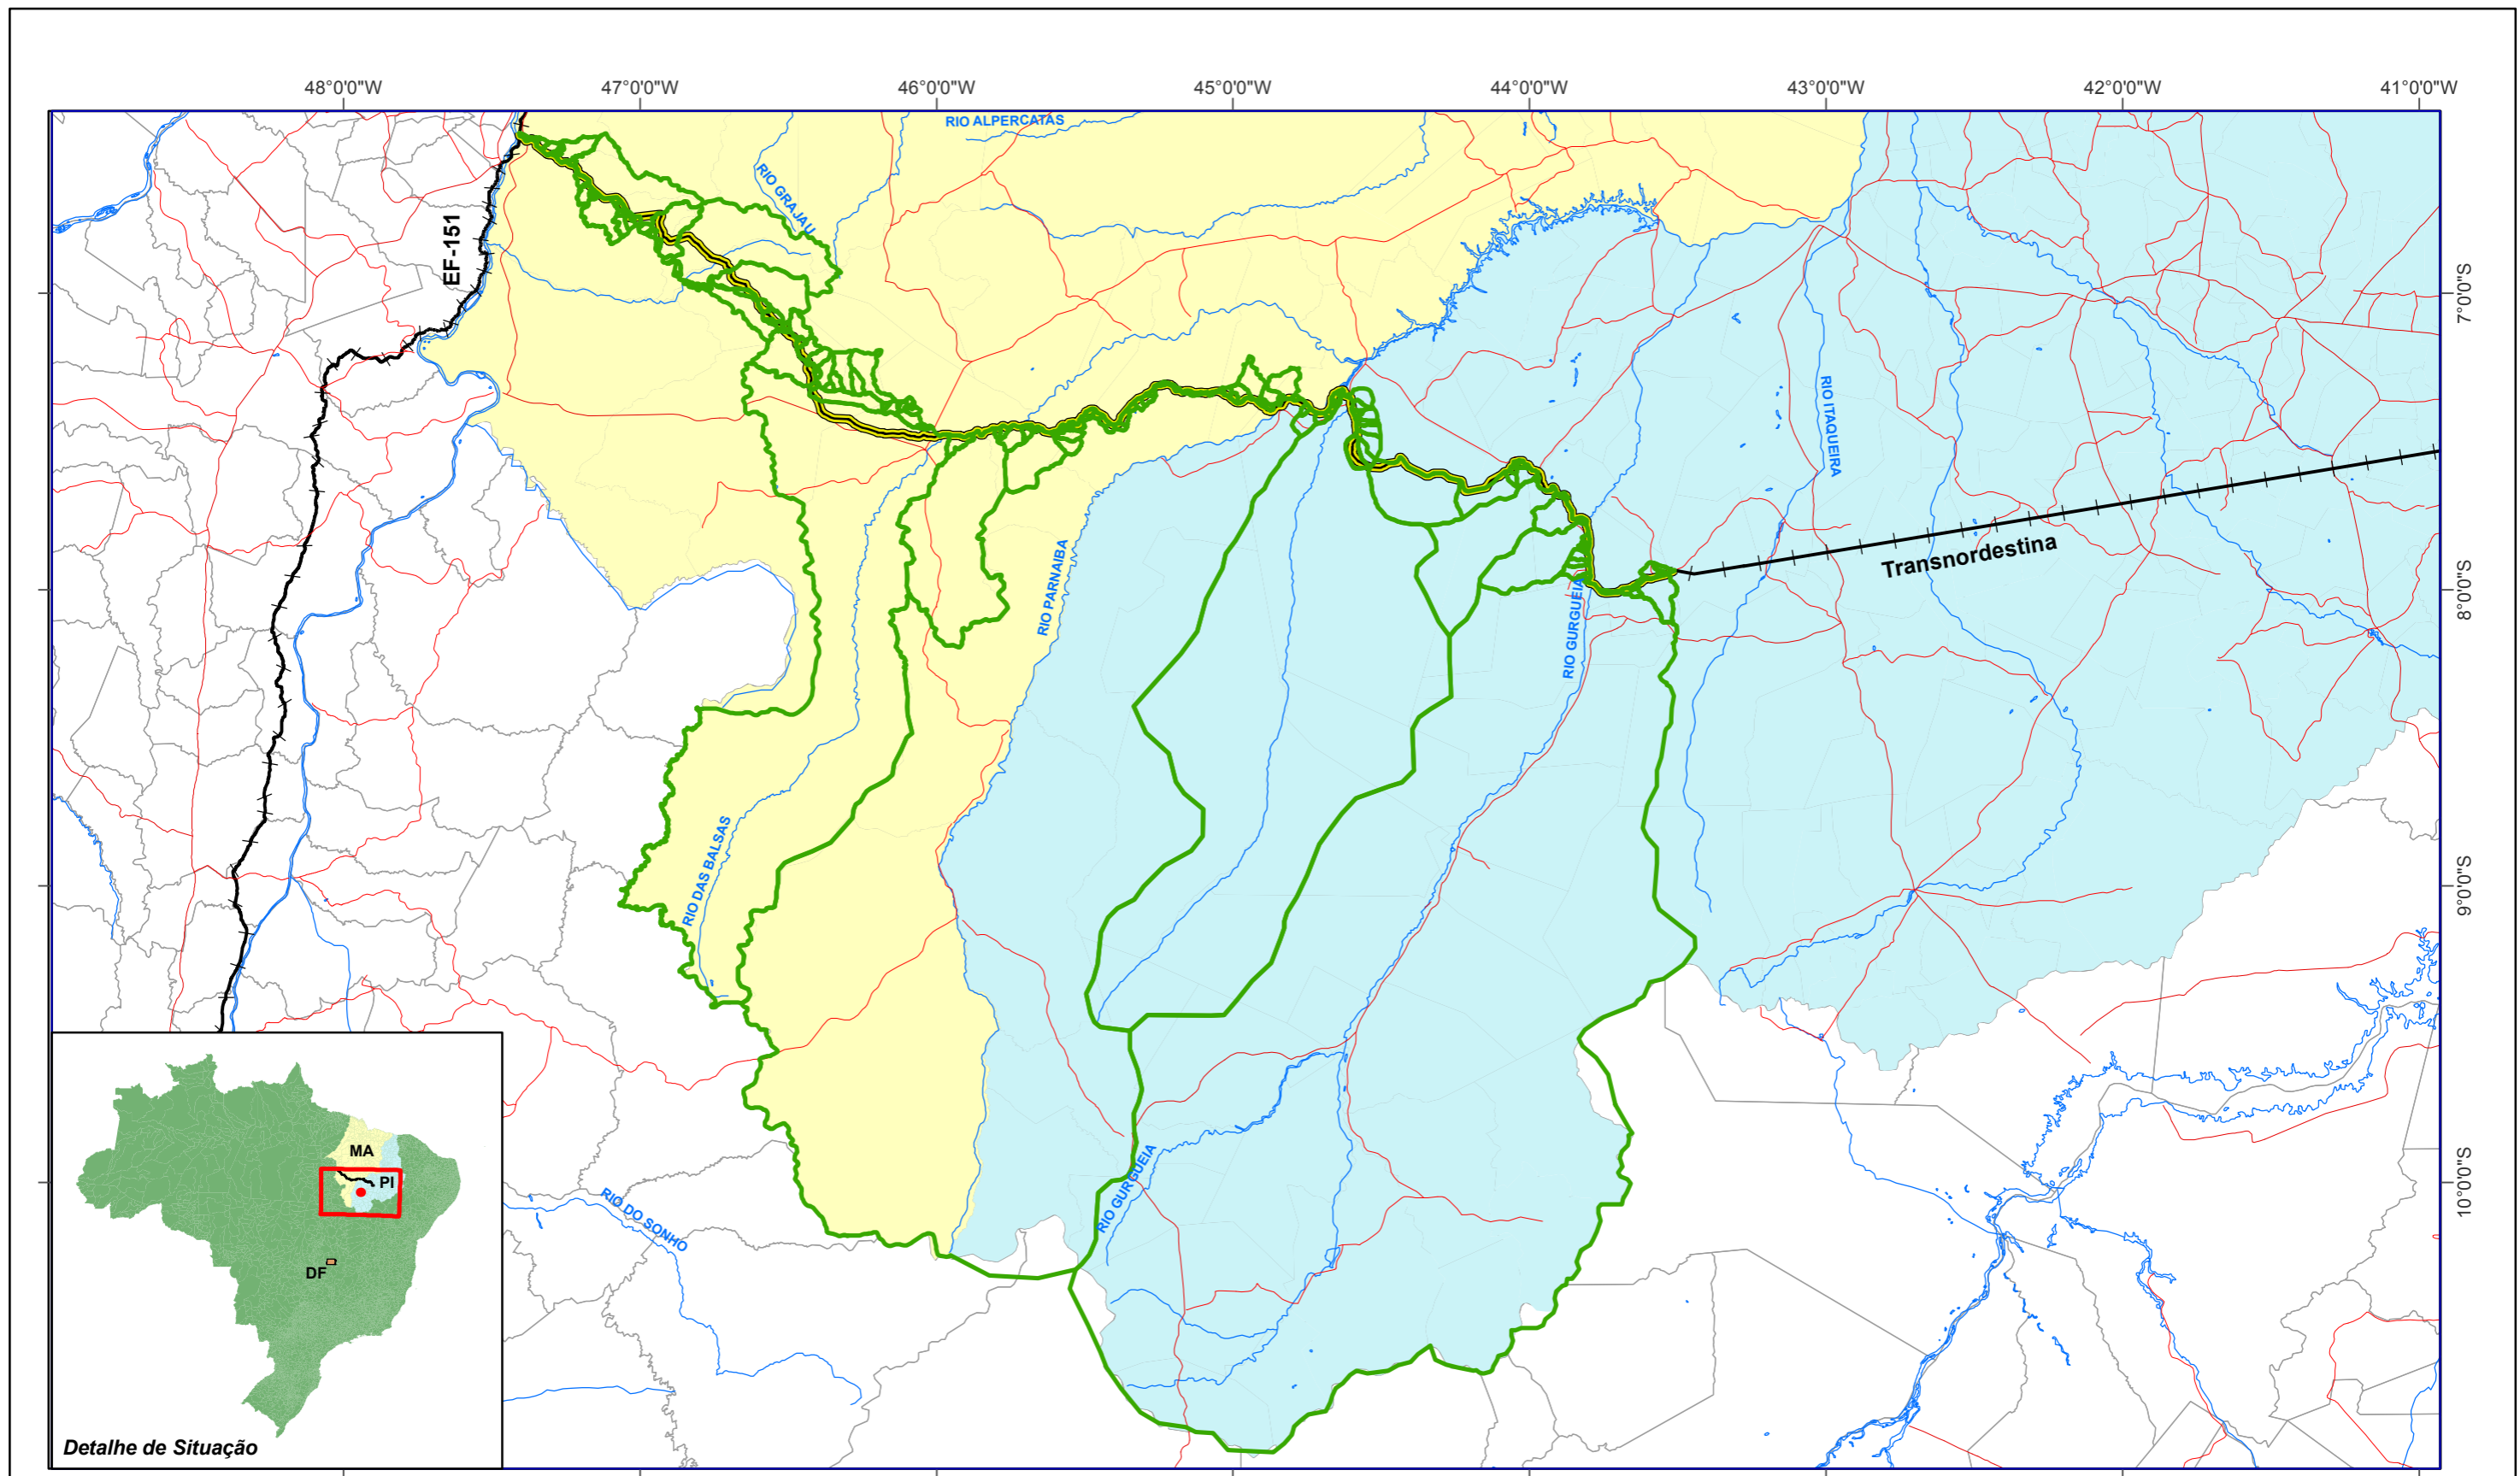 48°0'0"W
47°0'0"W
46°0'0"W
45°0'0"W
44°0'0"W
43°0'0"W
42°0'0"W
41°0'0"W
RIO ALPERCATAS
RIO GRAJAU
EF-151
7°0'0"S
RIO ITAQUEIRA
Transnordestina
RIO PARNAIBA
RIO GURGUEIA
8°0'0"S
RIO DAS BALSAS
9°0'0"S
MA
PI
DF
RIO DO SONHO
RIO GURGUEIA
10°0'0"S
Detalhe de Situação